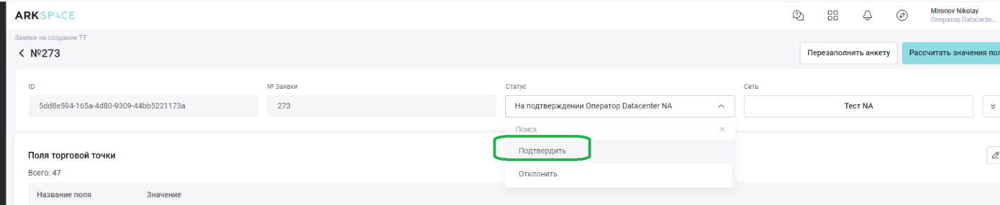 ARKSPACE
Mironov Nikolay
Оператор Datacente...
Заявки на создание ТТ
№273
Перезаполнить анкету
Рассчитать значения пол
ID
№ Заявки
Статус
Сеть
5dd8e594-165a-4d80-9309-44bb5221173a
273
На подтверждении Оператор Datacenter NA
Тест NA
Поиск
Подтвердить
Отклонить
Поля торговой точки
Всего: 47
Название поля
Значение